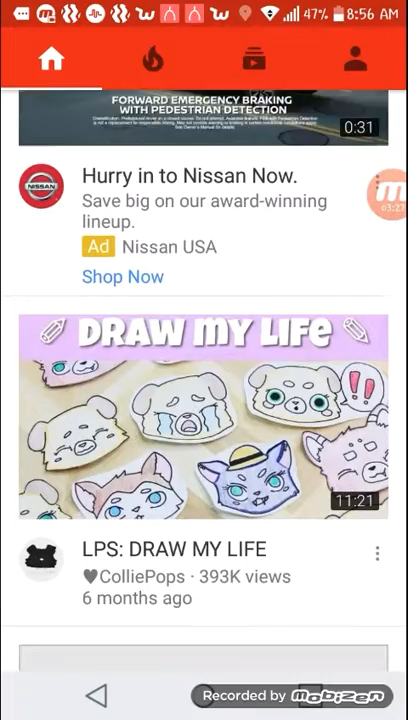 47% 8:56 AM
FORWARD EMERGENCY BRAKING
WITH PEDESTRIAN DETECTION
0:31
Hurry in to Nissan Now.
NISSAN
Save big on our award-winning
lineup.
03:27
Ad Nissan USA
Shop Now
DRAW MY LIFE
!!
11:21
LPS: DRAW MY LIFE
♥ColliePops · 393K views
6 months ago
Recorded by mobizen